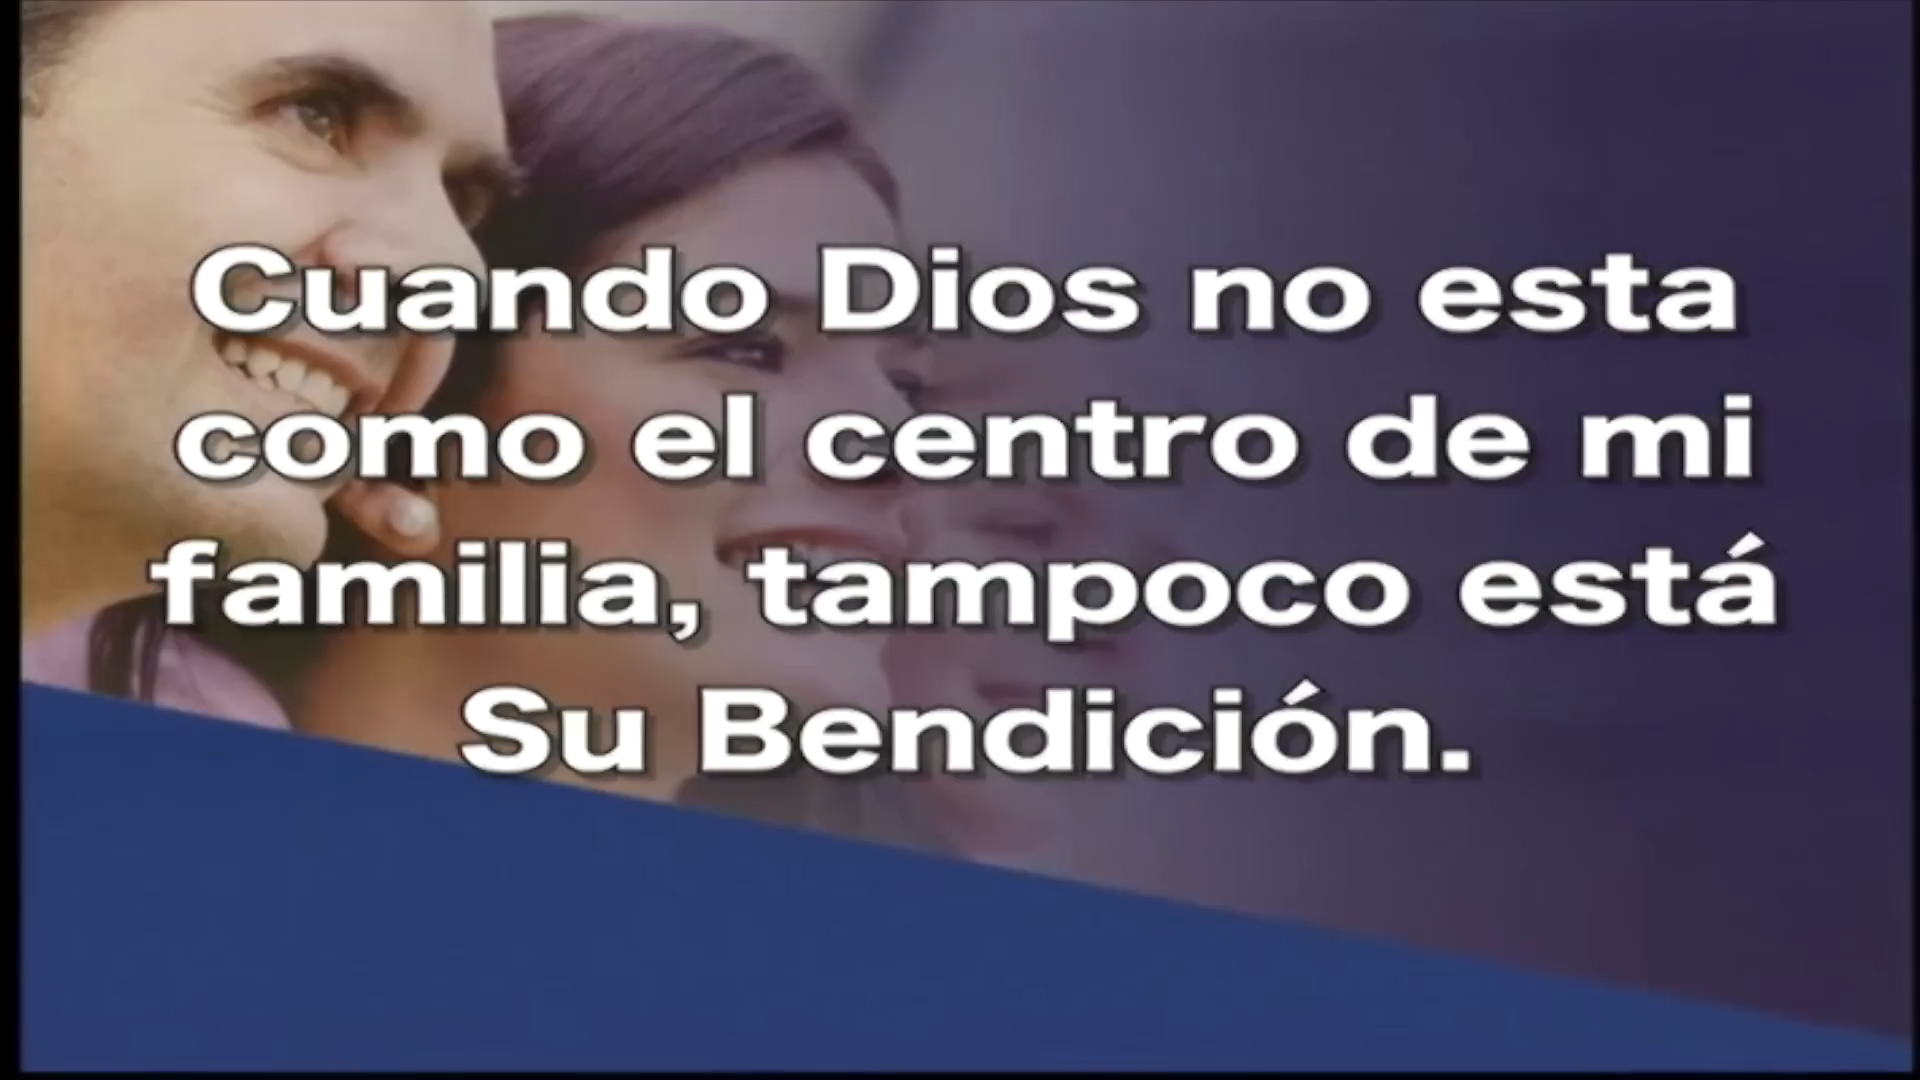 Cuando Dios no esta
como el centro de mi
familia, tampoco está
Su Bendición.